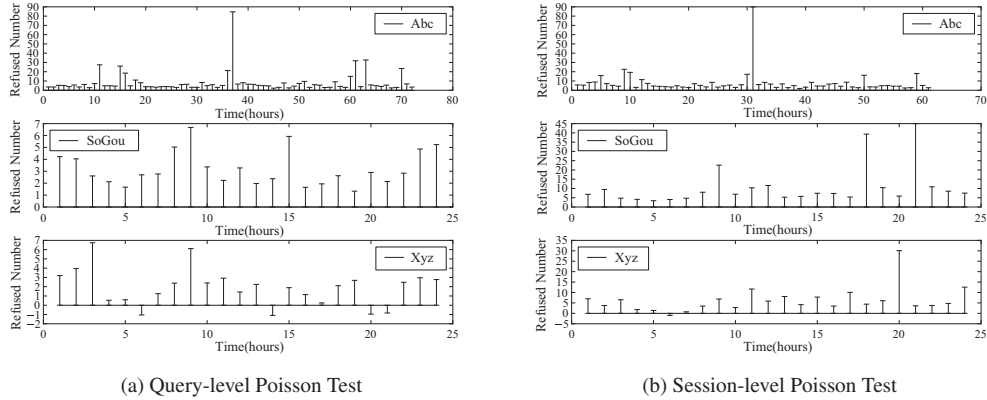 90
80
70
60
50
40
30
20
10
0
Refused Number
Abc
0 10 20 30 40 50 60 70 80
Time(hours)
7
6
5
4
3
2
1
0
Refused Number
SoGou
0 5 10 15 20 25
Time(hours)
7
6
5
4
3
2
1
0
−1
−2
Refused Number
Xyz
0 5 10 15 20 25
Time(hours)
(a) Query-level Poisson Test
90
80
70
60
50
40
30
20
10
0
Refused Number
Abc
0 10 20 30 40 50 60 70
Time(hours)
45
40
35
30
25
20
15
10
5
0
Refused Number
SoGou
0 5 10 15 20 25
Time(hours)
35
30
25
20
15
10
5
0
−5
Refused Number
Xyz
0 5 10 15 20 25
Time(hours)
(b) Session-level Poisson Test